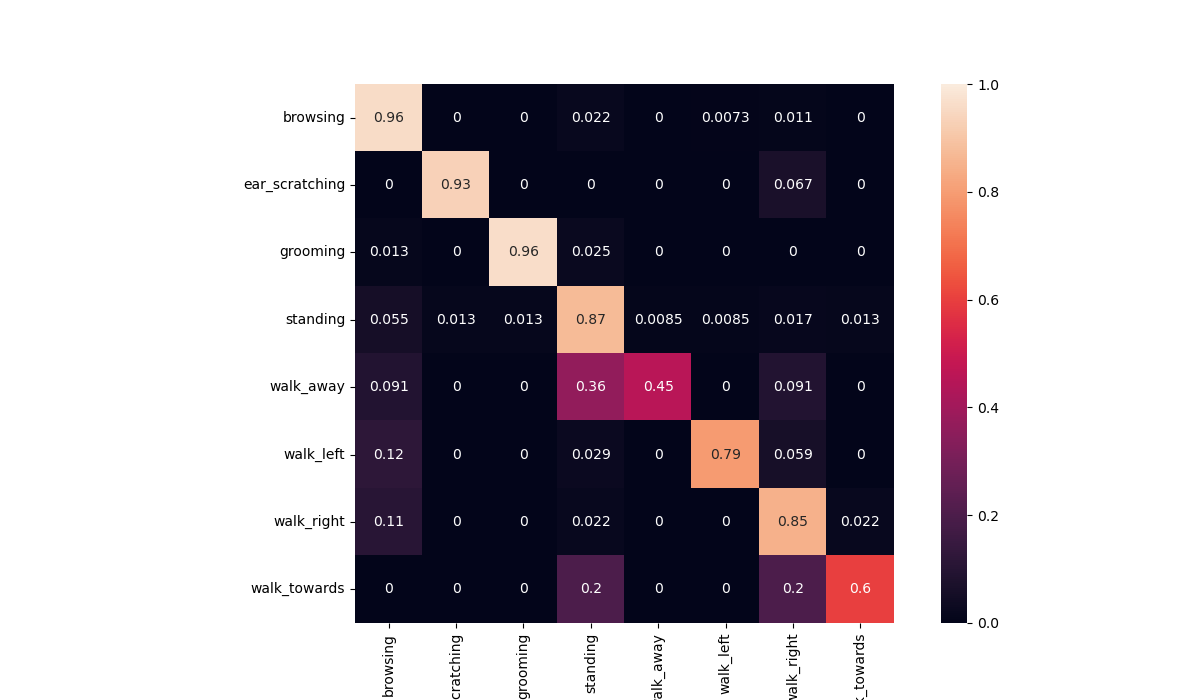 1.0
browsing 0.96 0 0 0.022 0 0.0073 0.011 0
ear_scratching 0 0.93 0 0 0 0 0.067 0
0.8
grooming 0.013 0 0.96 0.025 0 0 0 0
0.6
standing 0.055 0.013 0.013 0.87 0.0085 0.0085 0.017 0.013
walk_away 0.091 0 0 0.36 0.45 0 0.091 0
0.4
walk_left 0.12 0 0 0.029 0 0.79 0.059 0
0.2
walk_right 0.11 0 0 0.022 0 0 0.85 0.022
walk_towards 0 0 0 0.2 0 0 0.2 0.6
0.0
browsing
cratching
grooming
standing
alk_away
walk_left
walk_right
_towards